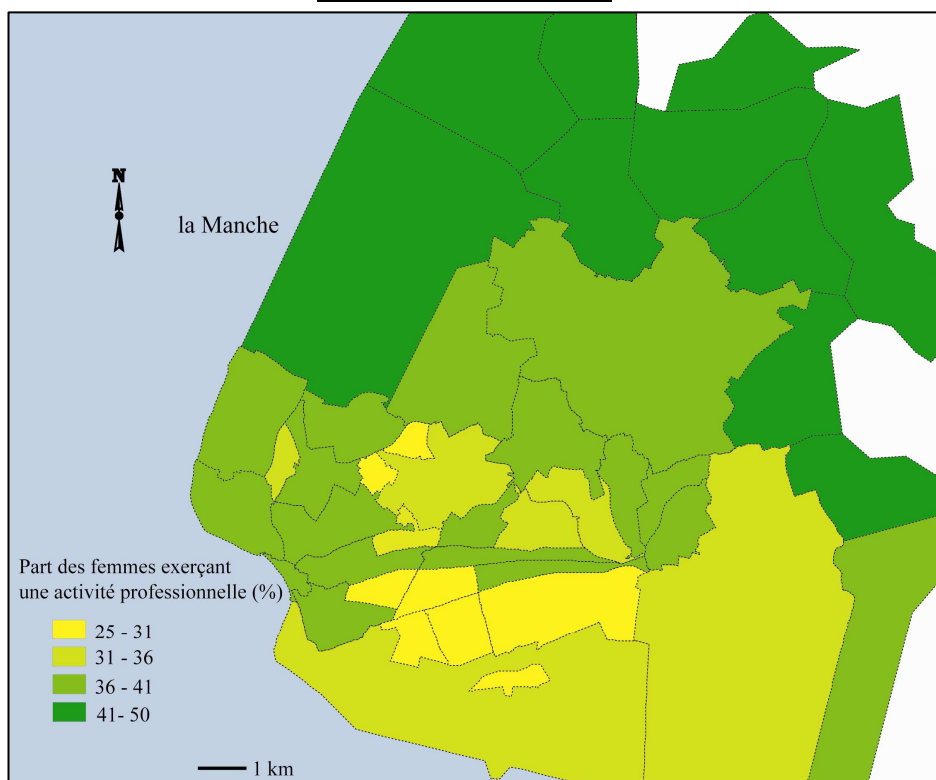 N
la Manche
Part des femmes exerçant
une activité professionnelle (%)
25 - 31
31 - 36
36 - 41
41- 50
1 km